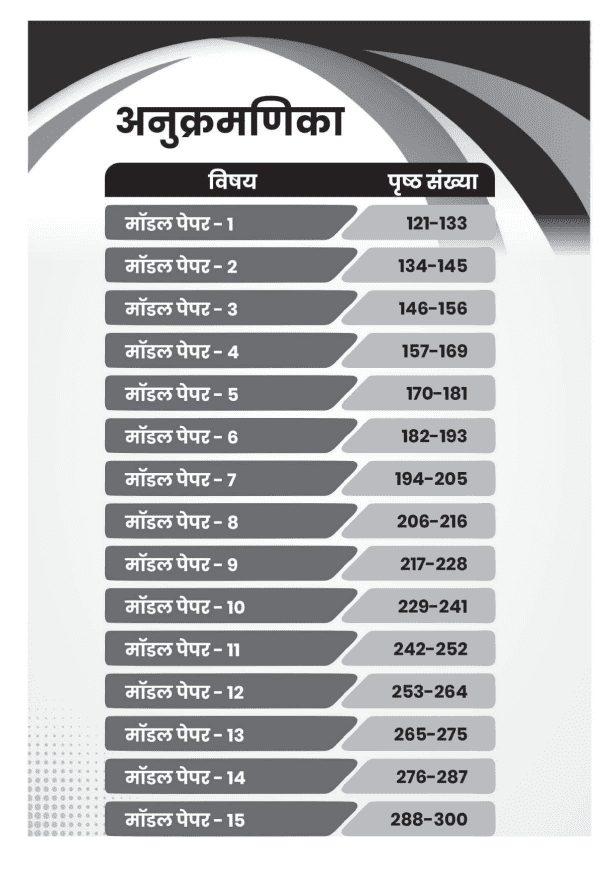 अनुक्रमणिका
विषय पृष्ठ संख्या
मॉडल पेपर - 1 121-133
मॉडल पेपर - 2 134-145
मॉडल पेपर - 3 146-156
मॉडल पेपर - 4 157-169
मॉडल पेपर - 5 170-181
मॉडल पेपर - 6 182-193
मॉडल पेपर - 7 194-205
मॉडल पेपर - 8 206-216
मॉडल पेपर - 9 217-228
मॉडल पेपर - 10 229-241
मॉडल पेपर - 11 242-252
मॉडल पेपर - 12 253-264
मॉडल पेपर - 13 265-275
मॉडल पेपर - 14 276-287
मॉडल पेपर - 15 288-300